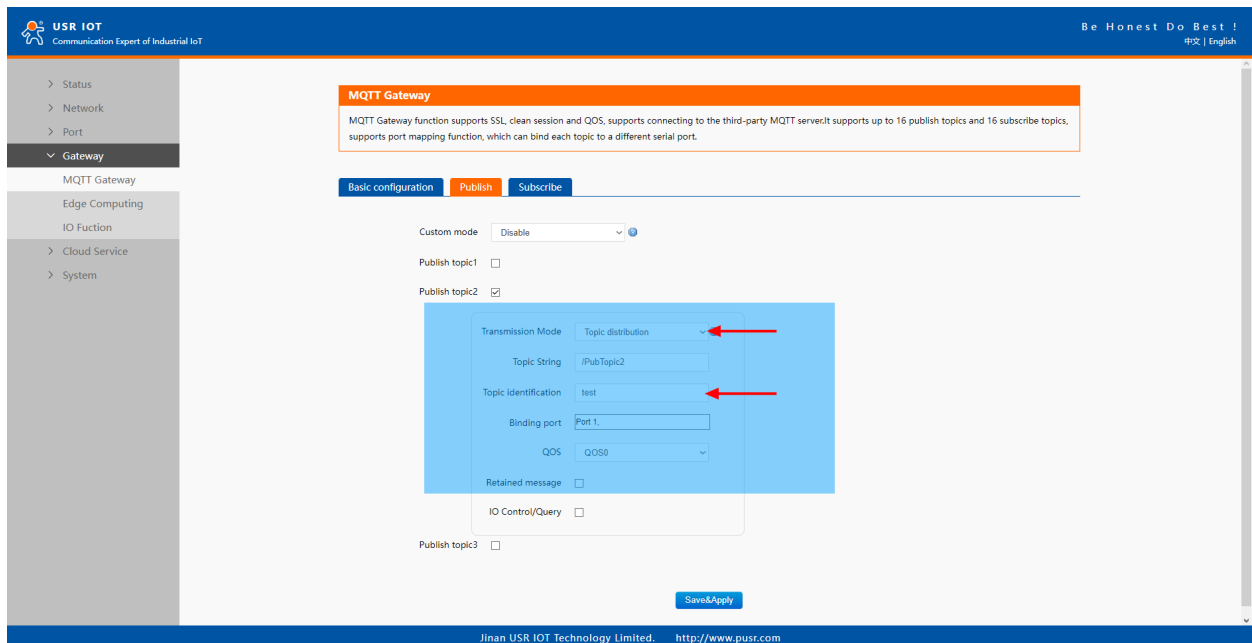 USR IOT
Communication Expert of Industrial IoT
Be Honest Do Best !
中文 | English
Status
Network
Port
Gateway
MQTT Gateway
Edge Computing
IO Fuction
Cloud Service
System
MQTT Gateway
MQTT Gateway function supports SSL, clean session and QOS, supports connecting to the third-party MQTT server.It supports up to 16 publish topics and 16 subscribe topics,
supports port mapping function, which can bind each topic to a different serial port.
Basic configuration Publish Subscribe
Custom mode Disable
Publish topic1
Publish topic2
Transmission Mode Topic distribution
Topic String /PubTopic2
Topic identification test
Binding port Port 1,
QOS QOS0
Retained message
IO Control/Query
Publish topic3
Save&Apply
Jinan USR IOT Technology Limited. http://www.pusr.com